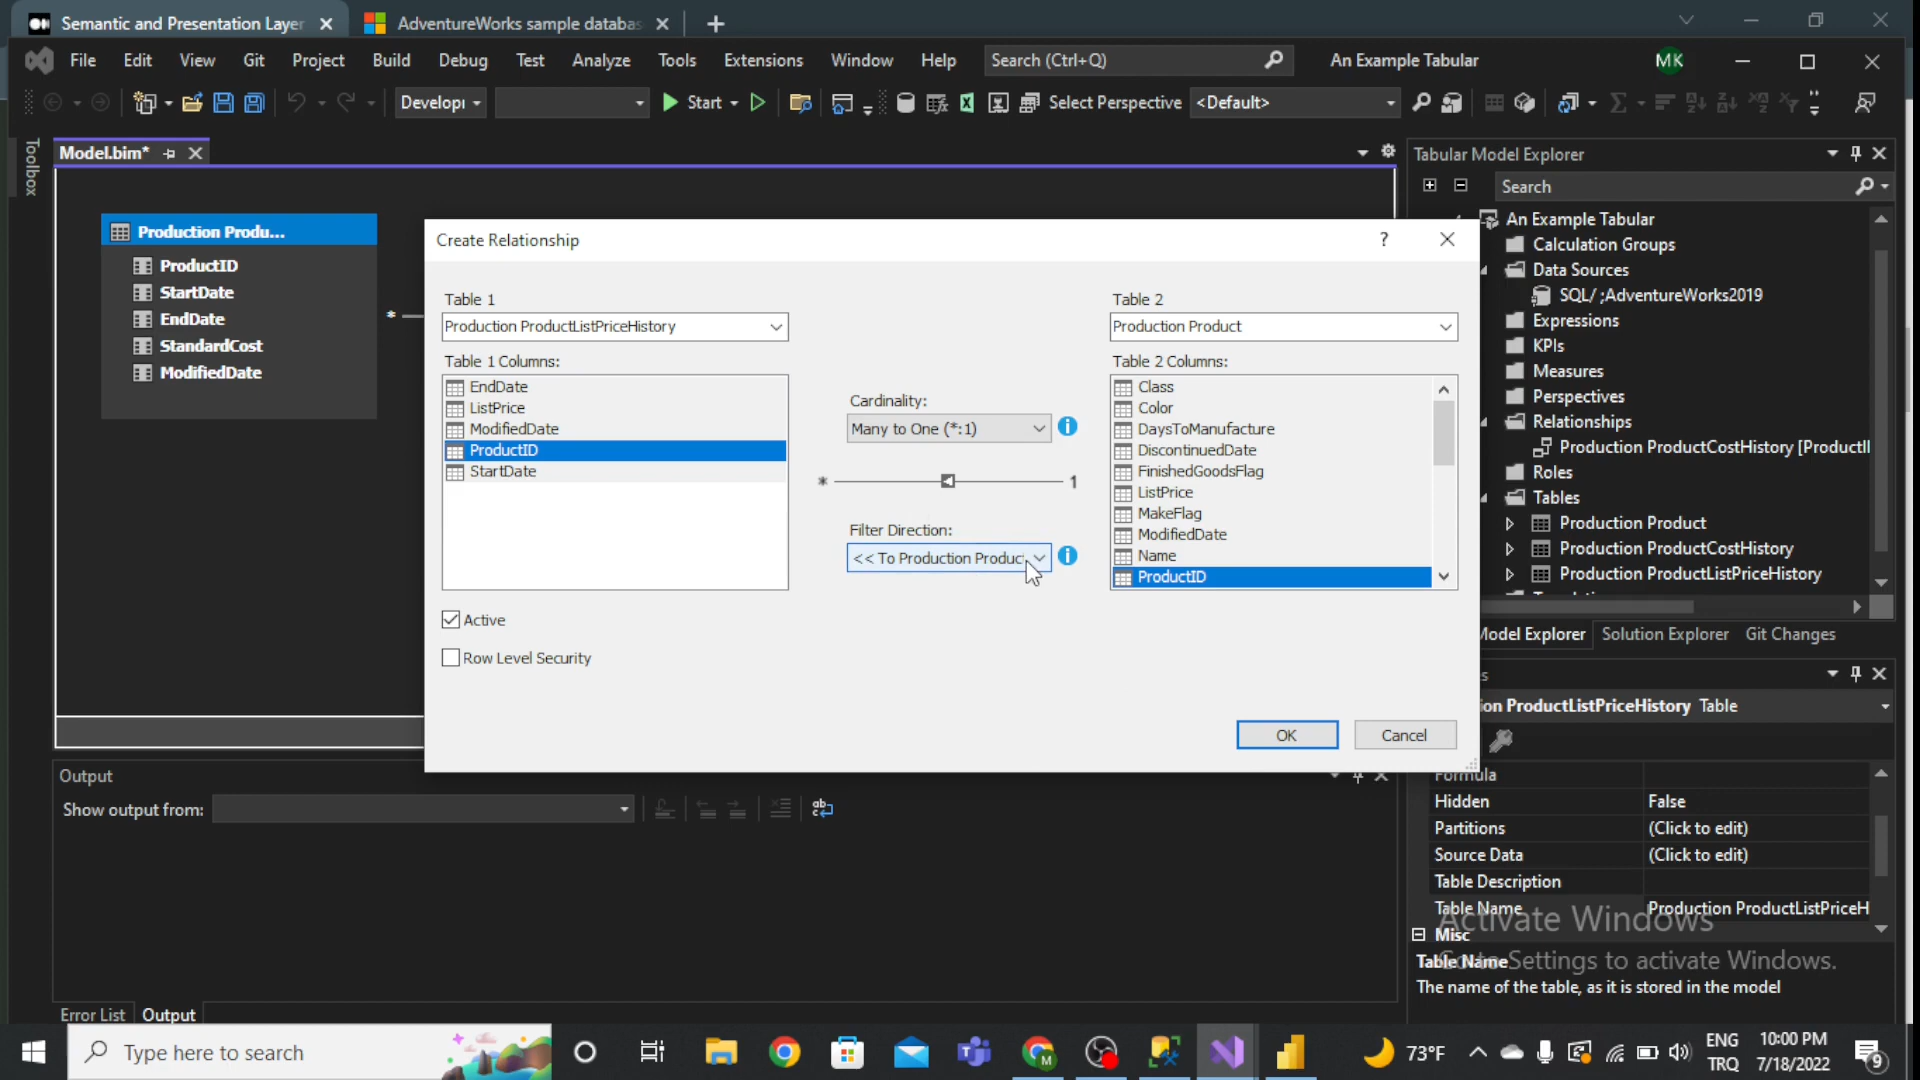 Semantic and Presentation Layer
AdventureWorks sample databas
File Edit View Git Project Build Debug Test Analyze Tools Extensions Window Help Search (Ctrl+Q) An Example Tabular MK
Developi Start Select Perspective <Default>
Toolbox
Model.bim*
Production Produ...
ProductID
StartDate
EndDate
StandardCost
ModifiedDate
*
Create Relationship ?
Table 1
Production ProductListPriceHistory
Table 1 Columns:
EndDate
ListPrice
ModifiedDate
ProductID
StartDate
Cardinality:
Many to One (*:1)
* 1
Filter Direction:
<< To Production Product
Table 2
Production Product
Table 2 Columns:
Class
Color
DaysToManufacture
DiscontinuedDate
FinishedGoodsFlag
ListPrice
MakeFlag
ModifiedDate
Name
ProductID
Active
Row Level Security
OK Cancel
Tabular Model Explorer
Search
An Example Tabular
Calculation Groups
Data Sources
SQL/ ;AdventureWorks2019
Expressions
KPIs
Measures
Perspectives
Relationships
Production ProductCostHistory [ProductI
Roles
Tables
Production Product
Production ProductCostHistory
Production ProductListPriceHistory
Model Explorer Solution Explorer Git Changes
s
ion ProductListPriceHistory Table
Formula
Hidden False
Partitions (Click to edit)
Source Data (Click to edit)
Table Description
Table Name Production ProductListPriceH
Misc
Table Name
The name of the table, as it is stored in the model
Activate Windows
Go to Settings to activate Windows.
Output
Show output from:
Error List Output
Type here to search
73°F
ENG
TRQ
10:00 PM
7/18/2022
9